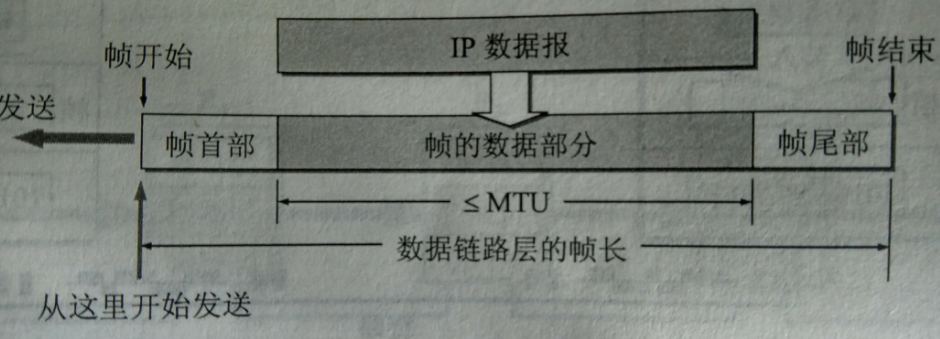 IP 数据报
帧开始
帧结束
发送
帧首部
帧的数据部分
帧尾部
≤ MTU
数据链路层的帧长
从这里开始发送